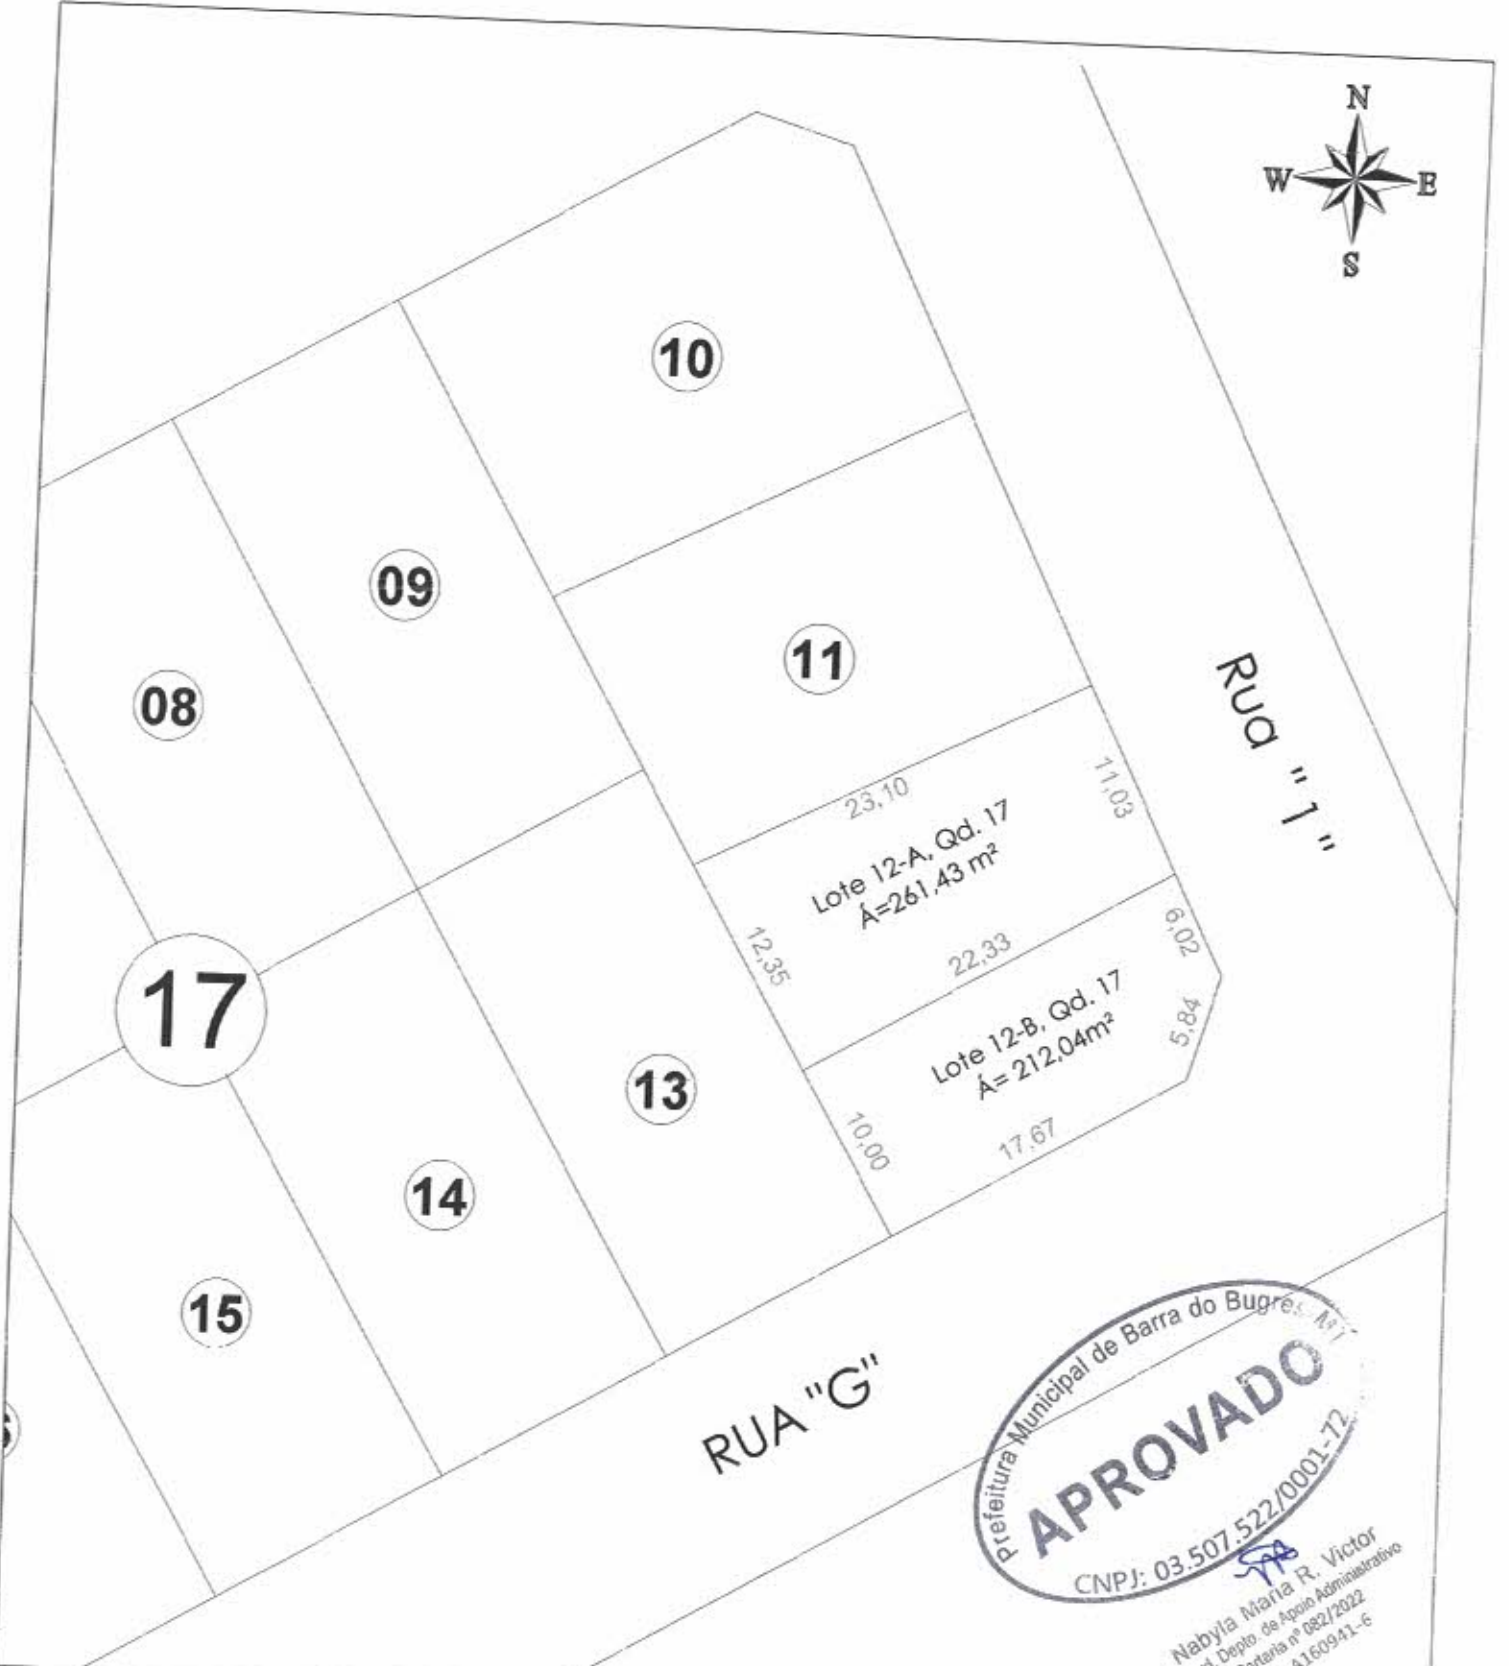 N
W
E
S
10
09
11
08
Rua "1"
23,10
11,03
Lote 12-A, Qd. 17
Á=261,43 m²
12,35
22,33
6,02
Lote 12-B, Qd. 17
Á= 212,04m²
5,84
17
13
10,00
17,67
14
15
RUA "G"
Prefeitura Municipal de Barra do Bugres-MT
APROVADO
CNPJ: 03.507.522/0001-72
Nabyla Maria R. Victor
Depto. de Apoio Administrativo
nº 082/2022
A160941-6